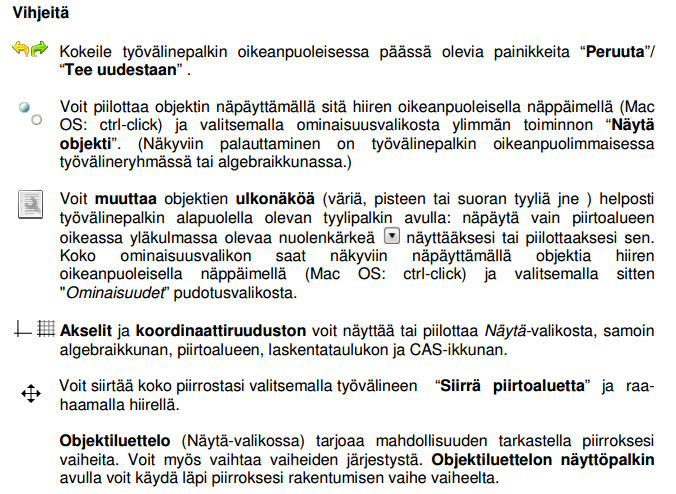 Vihjeitä
Kokeile työvälinepalkin oikeanpuoleisessa päässä olevia painikkeita “Peruuta”/
“Tee uudestaan” .
Voit piilottaa objektin näpäyttämällä sitä hiiren oikeanpuoleisella näppäimellä (Mac
OS: ctrl-click) ja valitsemalla ominaisuusvalikosta ylimmän toiminnon “Näytä
objekti”. (Näkyviin palauttaminen on työvälinepalkin oikeanpuolimmaisessa
työvälineryhmässä tai algebraikkunassa.)
Voit muuttaa objektien ulkonäköä (väriä, pisteen tai suoran tyyliä jne ) helposti
työvälinepalkin alapuolella olevan tyylipalkin avulla: napäytä vain piirtoalueen
oikeassa yläkulmassa olevaa nuolenkärkeä näyttääksesi tai piilottaaksesi sen.
Koko ominaisuusvalikon saat näkyviin näpäyttämällä objektia hiiren
oikeanpuoleisella näppäimellä (Mac OS: ctrl-click) ja valitsemalla sitten
"Ominaisuudet” pudotusvalikosta.
Akselit ja koordinaattiruuduston voit näyttää tai piilottaa Näytä-valikosta, samoin
algebraikkunan, piirtoalueen, laskentataulukon ja CAS-ikkunan.
Voit siirtää koko piirrostasi valitsemalla työvälineen “Siirrä piirtoaluetta” ja raa-
haamalla hiirellä.
Objektiluettelo (Näytä-valikossa) tarjoaa mahdollisuuden tarkastella piirroksesi
vaiheita. Voit myös vaihtaa vaiheiden järjestystä. Objektiluettelon näyttöpalkin
avulla voit käydä läpi piirroksesi rakentumisen vaihe vaiheelta.